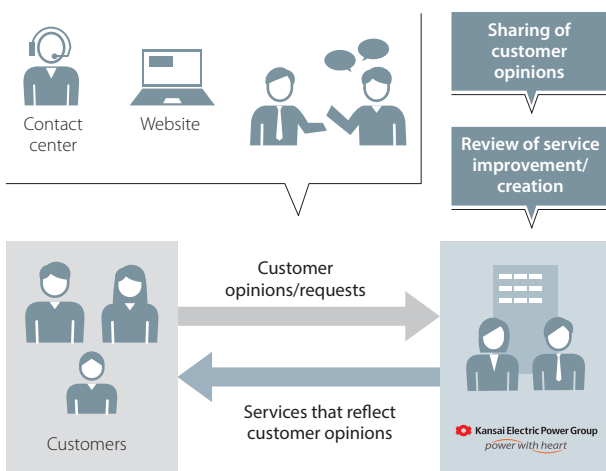 Sharing of
customer
opinions
Contact
center
Website
Review of service
improvement/
creation
Customer
opinions/requests
Services that reflect
customer opinions
Customers
Kansai Electric Power Group
power with heart